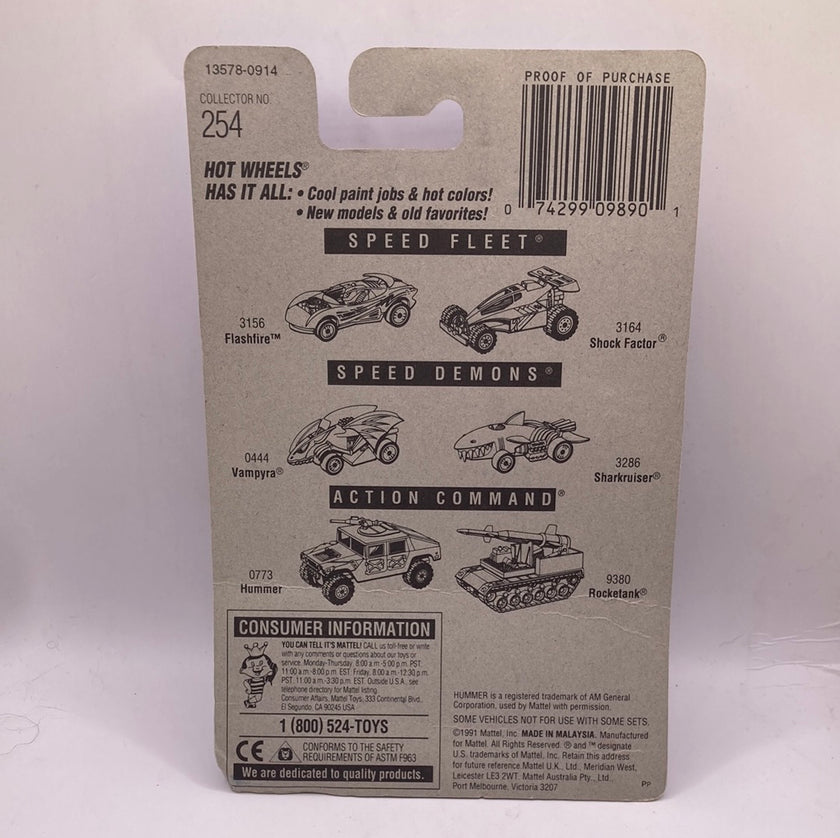 13578-0914
COLLECTOR NO.
254
PROOF OF PURCHASE
0 74299 09890 1
HOT WHEELS®
HAS IT ALL: • Cool paint jobs & hot colors!
• New models & old favorites!
SPEED FLEET®
3156
Flashfire™
3164
Shock Factor®
SPEED DEMONS®
0444
Vampyra®
3286
Sharkruiser®
ACTION COMMAND®
0773
Hummer
9380
Rocketank®
CONSUMER INFORMATION
YOU CAN TELL IT'S MATTEL! CALL us toll-free or write
with any comments or questions about our toys or
service. Monday-Thursday, 8:00 a.m.-5:00 p.m. PST,
11:00 a.m.-8:00 p.m. EST. Friday, 8:00 a.m.-12:30 p.m.
PST, 11:00 a.m.-3:30 p.m. EST. Outside U.S.A., see
telephone directory for Mattel listing.
Consumer Affairs, Mattel Toys, 333 Continental Blvd.,
El Segundo, CA 90245 USA
1 (800) 524-TOYS
CE
CONFORMS TO THE SAFETY
REQUIREMENTS OF ASTM F963
We are dedicated to quality products.
HUMMER is a registered trademark of AM General
Corporation, used by Mattel with permission.
SOME VEHICLES NOT FOR USE WITH SOME SETS.
©1991 Mattel, Inc. MADE IN MALAYSIA. Manufactured
for Mattel. All Rights Reserved. ® and ™ designate
U.S. trademarks of Mattel, Inc. Retain this address
for future reference: Mattel U.K., Ltd., Meridian West,
Leicester LE3 2WT. Mattel Australia Pty., Ltd.,
Port Melbourne, Victoria 3207
PP